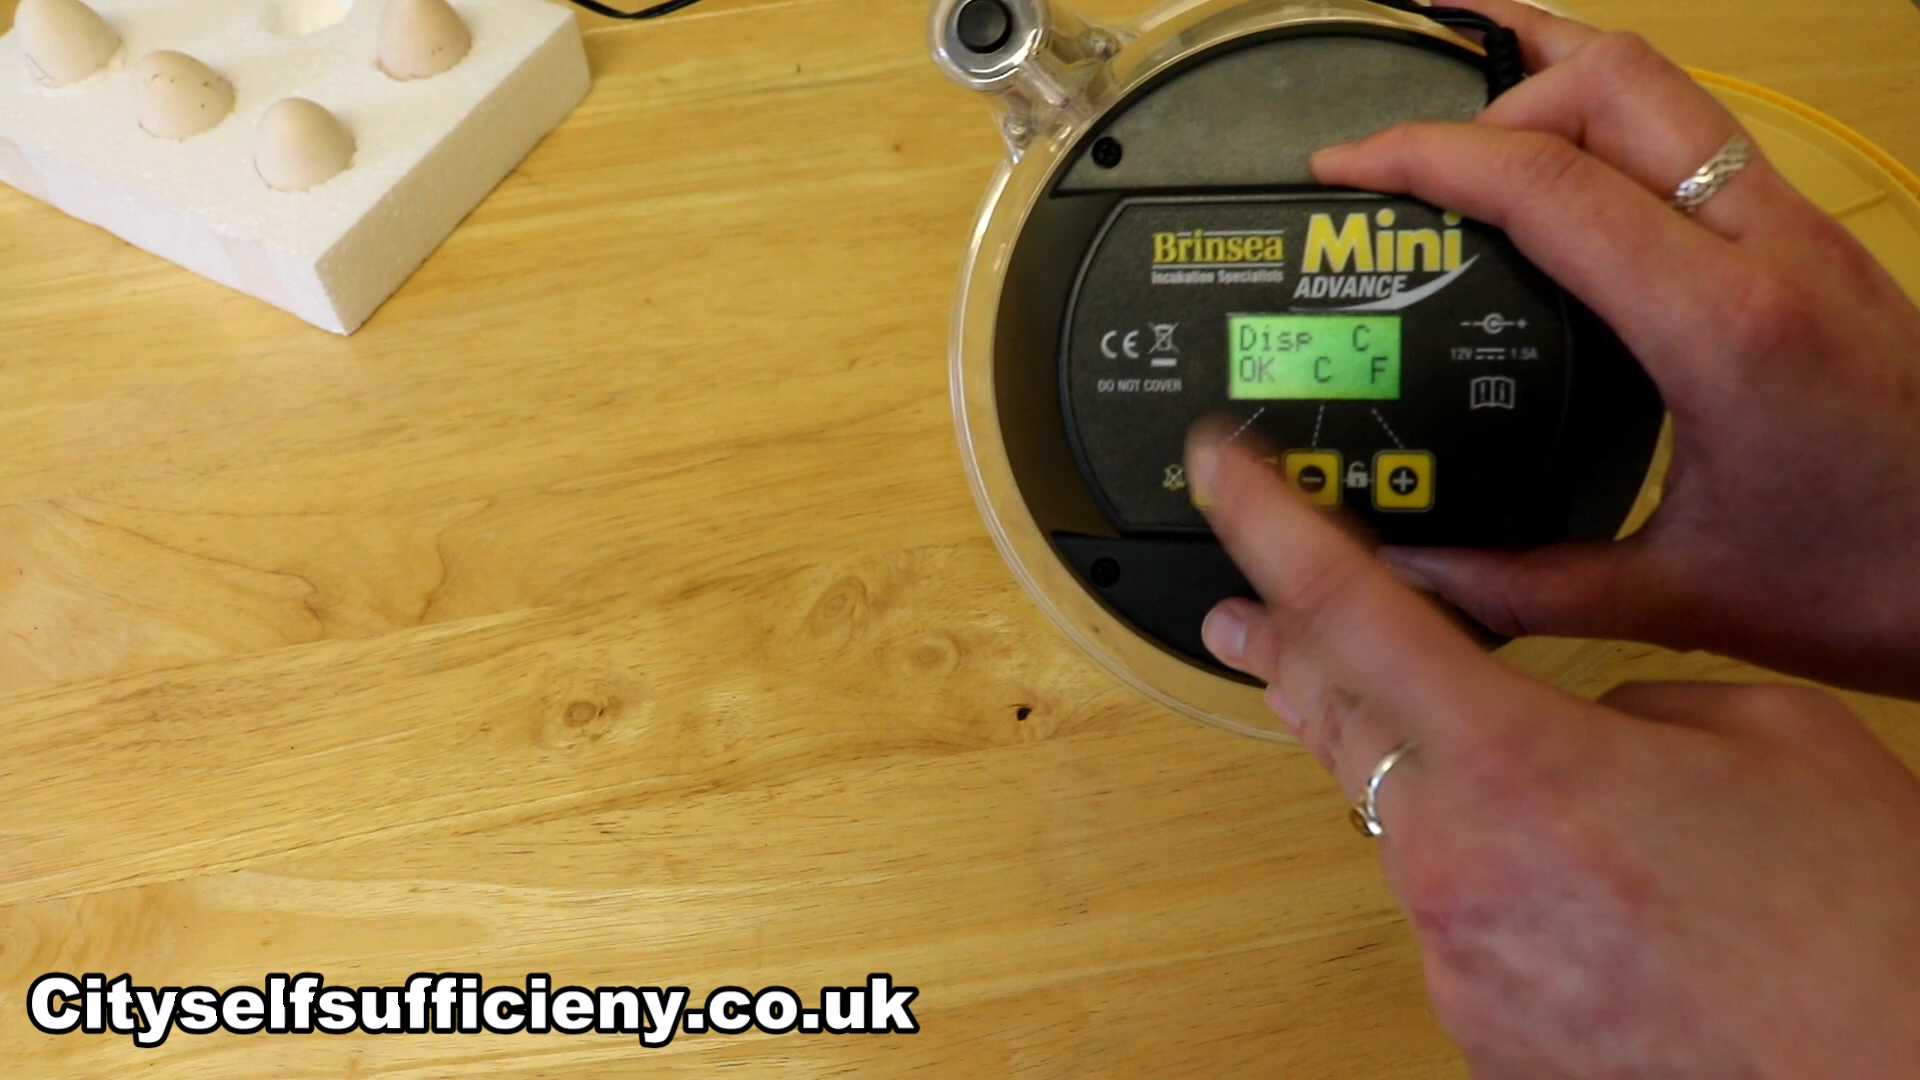 Brinsea
Incubation Specialists
Mini
ADVANCE
CE
DO NOT COVER
Disp C
OK C F
12V 1.5A
Cityselfsufficieny.co.uk